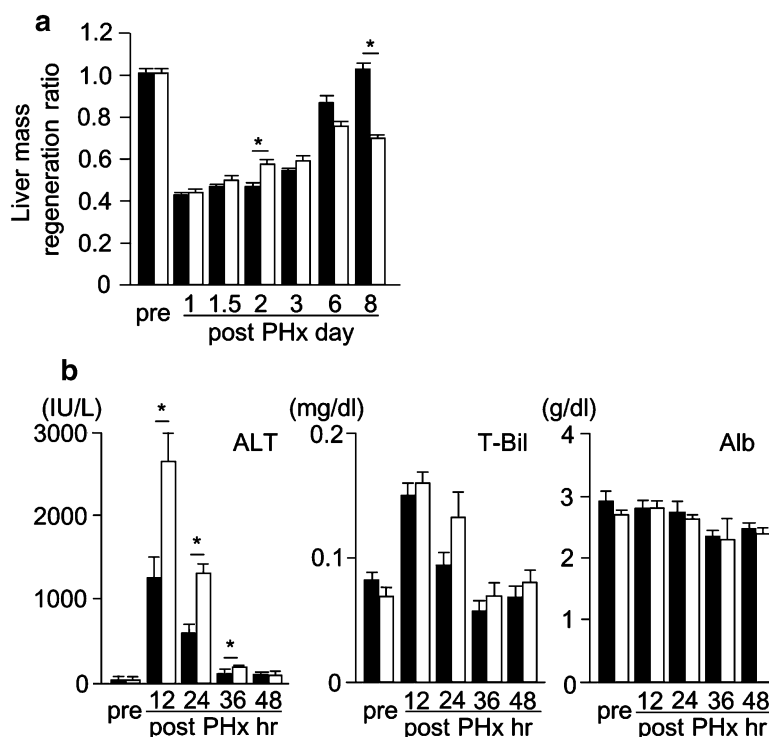 a
Liver mass
regeneration ratio
1.2
1.0
0.8
0.6
0.4
0.2
0
*
*
pre 1 1.5 2 3 6 8
post PHx day
b
(IU/L)
ALT
3000
2000
1000
0
*
*
*
pre 12 24 36 48
post PHx hr
(mg/dl)
T-Bil
0.2
0.1
0
pre 12 24 36 48
post PHx hr
(g/dl)
Alb
4
3
2
1
0
pre 12 24 36 48
post PHx hr